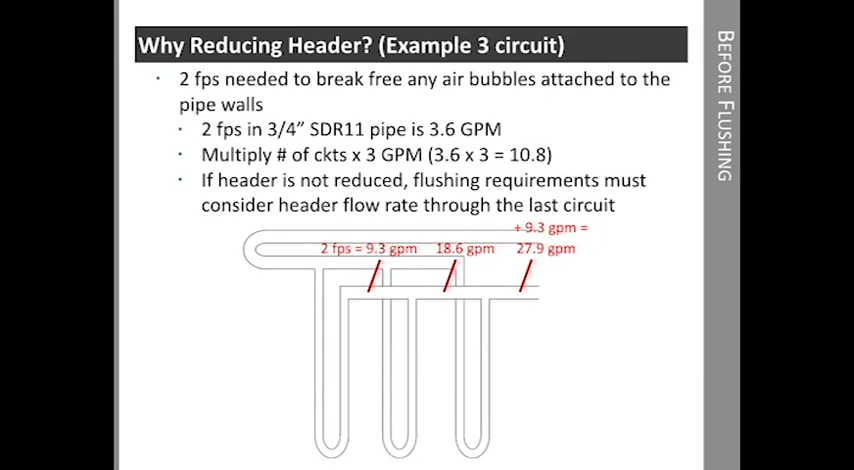 Why Reducing Header? (Example 3 circuit)
· 2 fps needed to break free any air bubbles attached to the
pipe walls
· 2 fps in 3/4” SDR11 pipe is 3.6 GPM
· Multiply # of ckts x 3 GPM (3.6 x 3 = 10.8)
· If header is not reduced, flushing requirements must
consider header flow rate through the last circuit
+ 9.3 gpm =
2 fps = 9.3 gpm 18.6 gpm 27.9 gpm
BEFORE FLUSHING